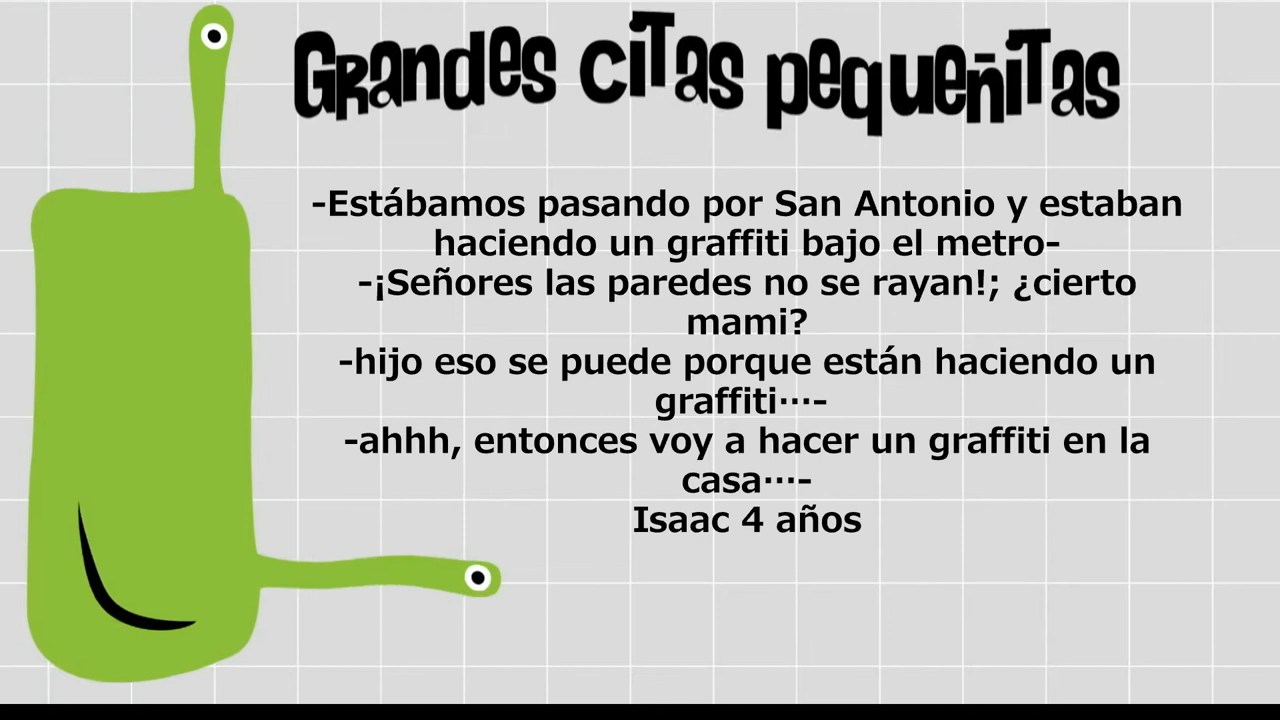 Grandes citas pequeñitas
-Estábamos pasando por San Antonio y estaban
haciendo un graffiti bajo el metro-
-¡Señores las paredes no se rayan!; ¿cierto
mami?
-hijo eso se puede porque están haciendo un
graffiti…-
-ahhh, entonces voy a hacer un graffiti en la
casa…-
Isaac 4 años